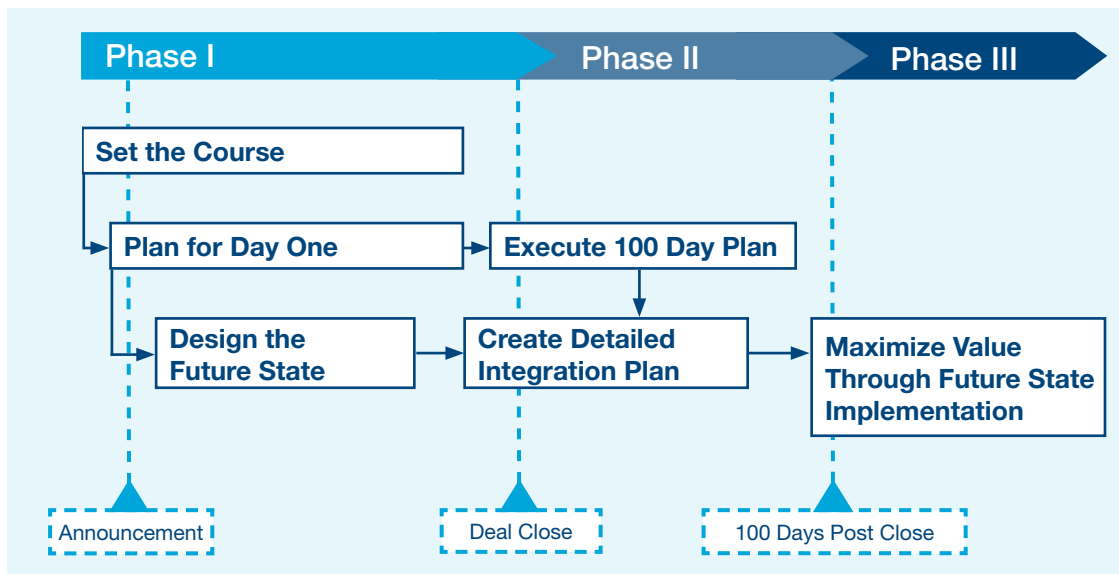 Phase I
Phase II
Phase III
Set the Course
Plan for Day One
Execute 100 Day Plan
Design the
Future State
Create Detailed
Integration Plan
Maximize Value
Through Future State
Implementation
Announcement
Deal Close
100 Days Post Close